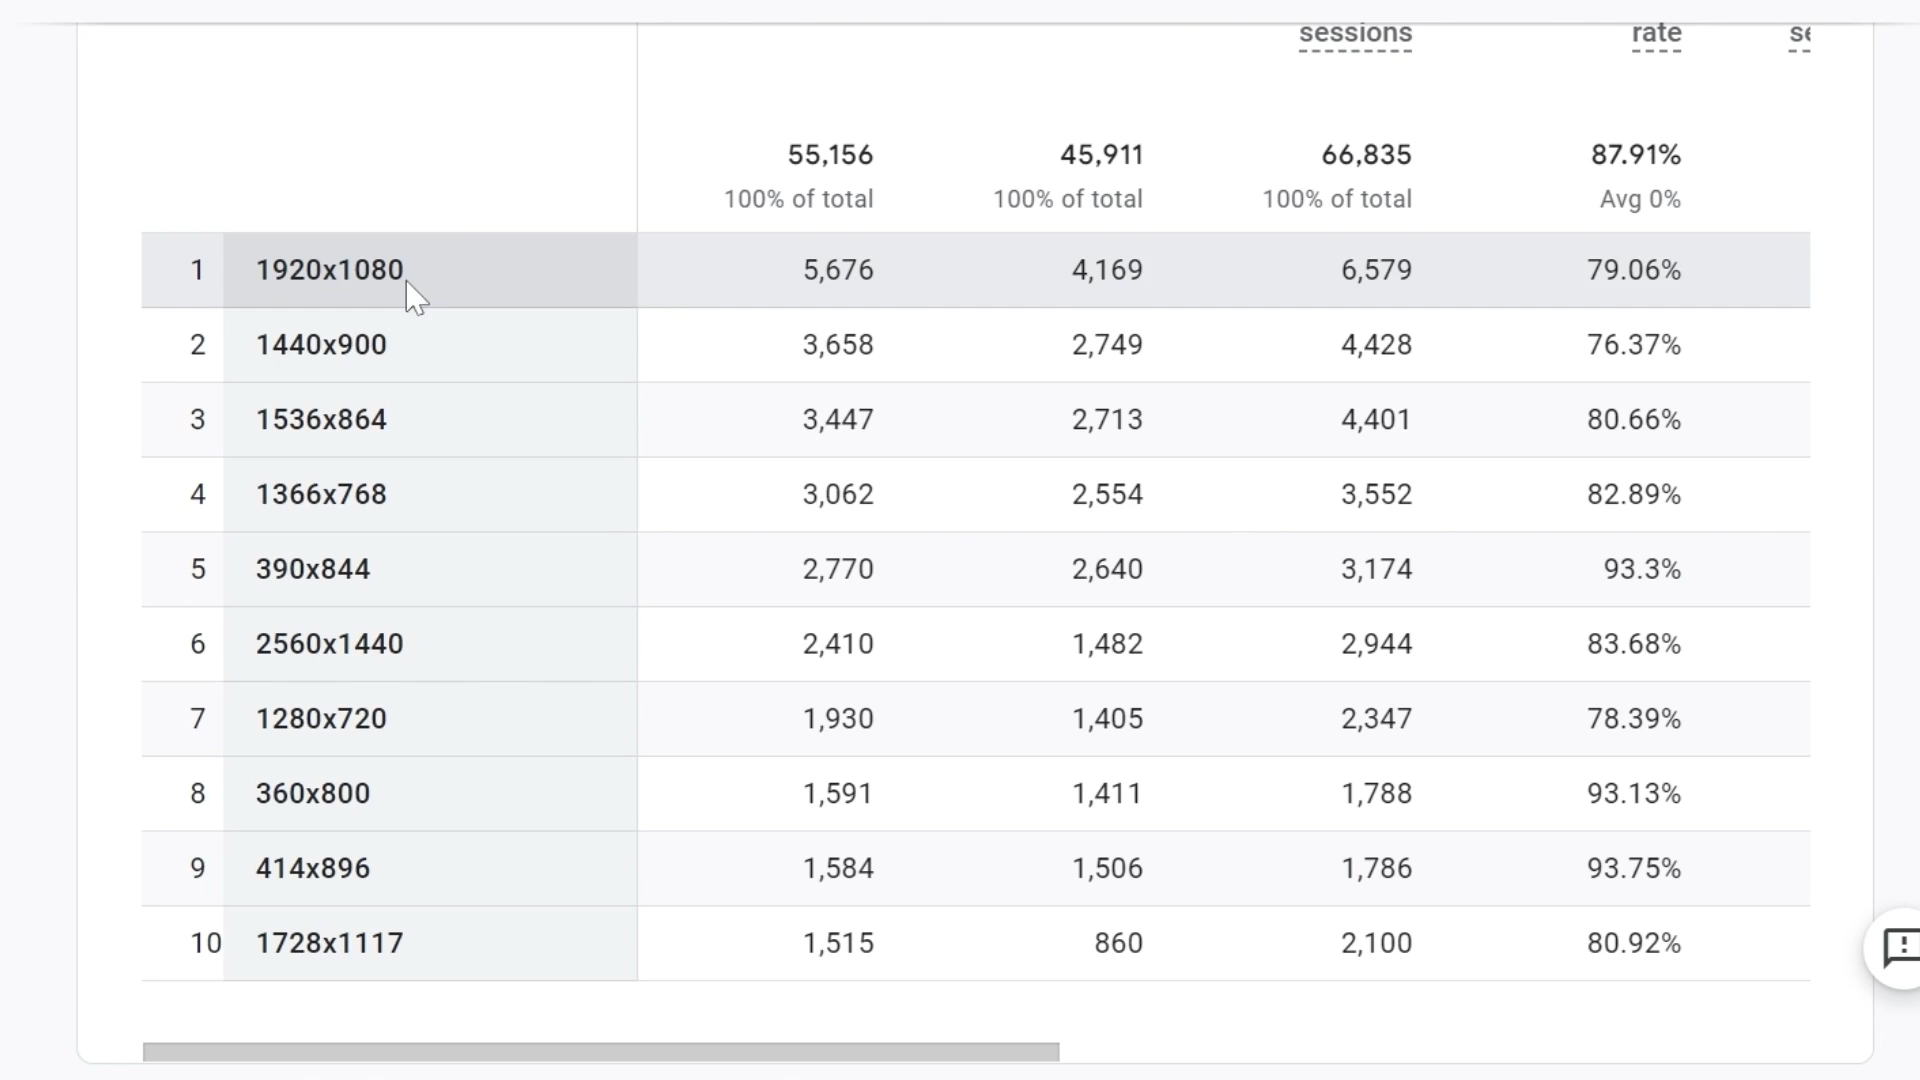 sessions rate
55,156 45,911 66,835 87.91%
100% of total 100% of total 100% of total Avg 0%
1 1920x1080 5,676 4,169 6,579 79.06%
2 1440x900 3,658 2,749 4,428 76.37%
3 1536x864 3,447 2,713 4,401 80.66%
4 1366x768 3,062 2,554 3,552 82.89%
5 390x844 2,770 2,640 3,174 93.3%
6 2560x1440 2,410 1,482 2,944 83.68%
7 1280x720 1,930 1,405 2,347 78.39%
8 360x800 1,591 1,411 1,788 93.13%
9 414x896 1,584 1,506 1,786 93.75%
10 1728x1117 1,515 860 2,100 80.92%